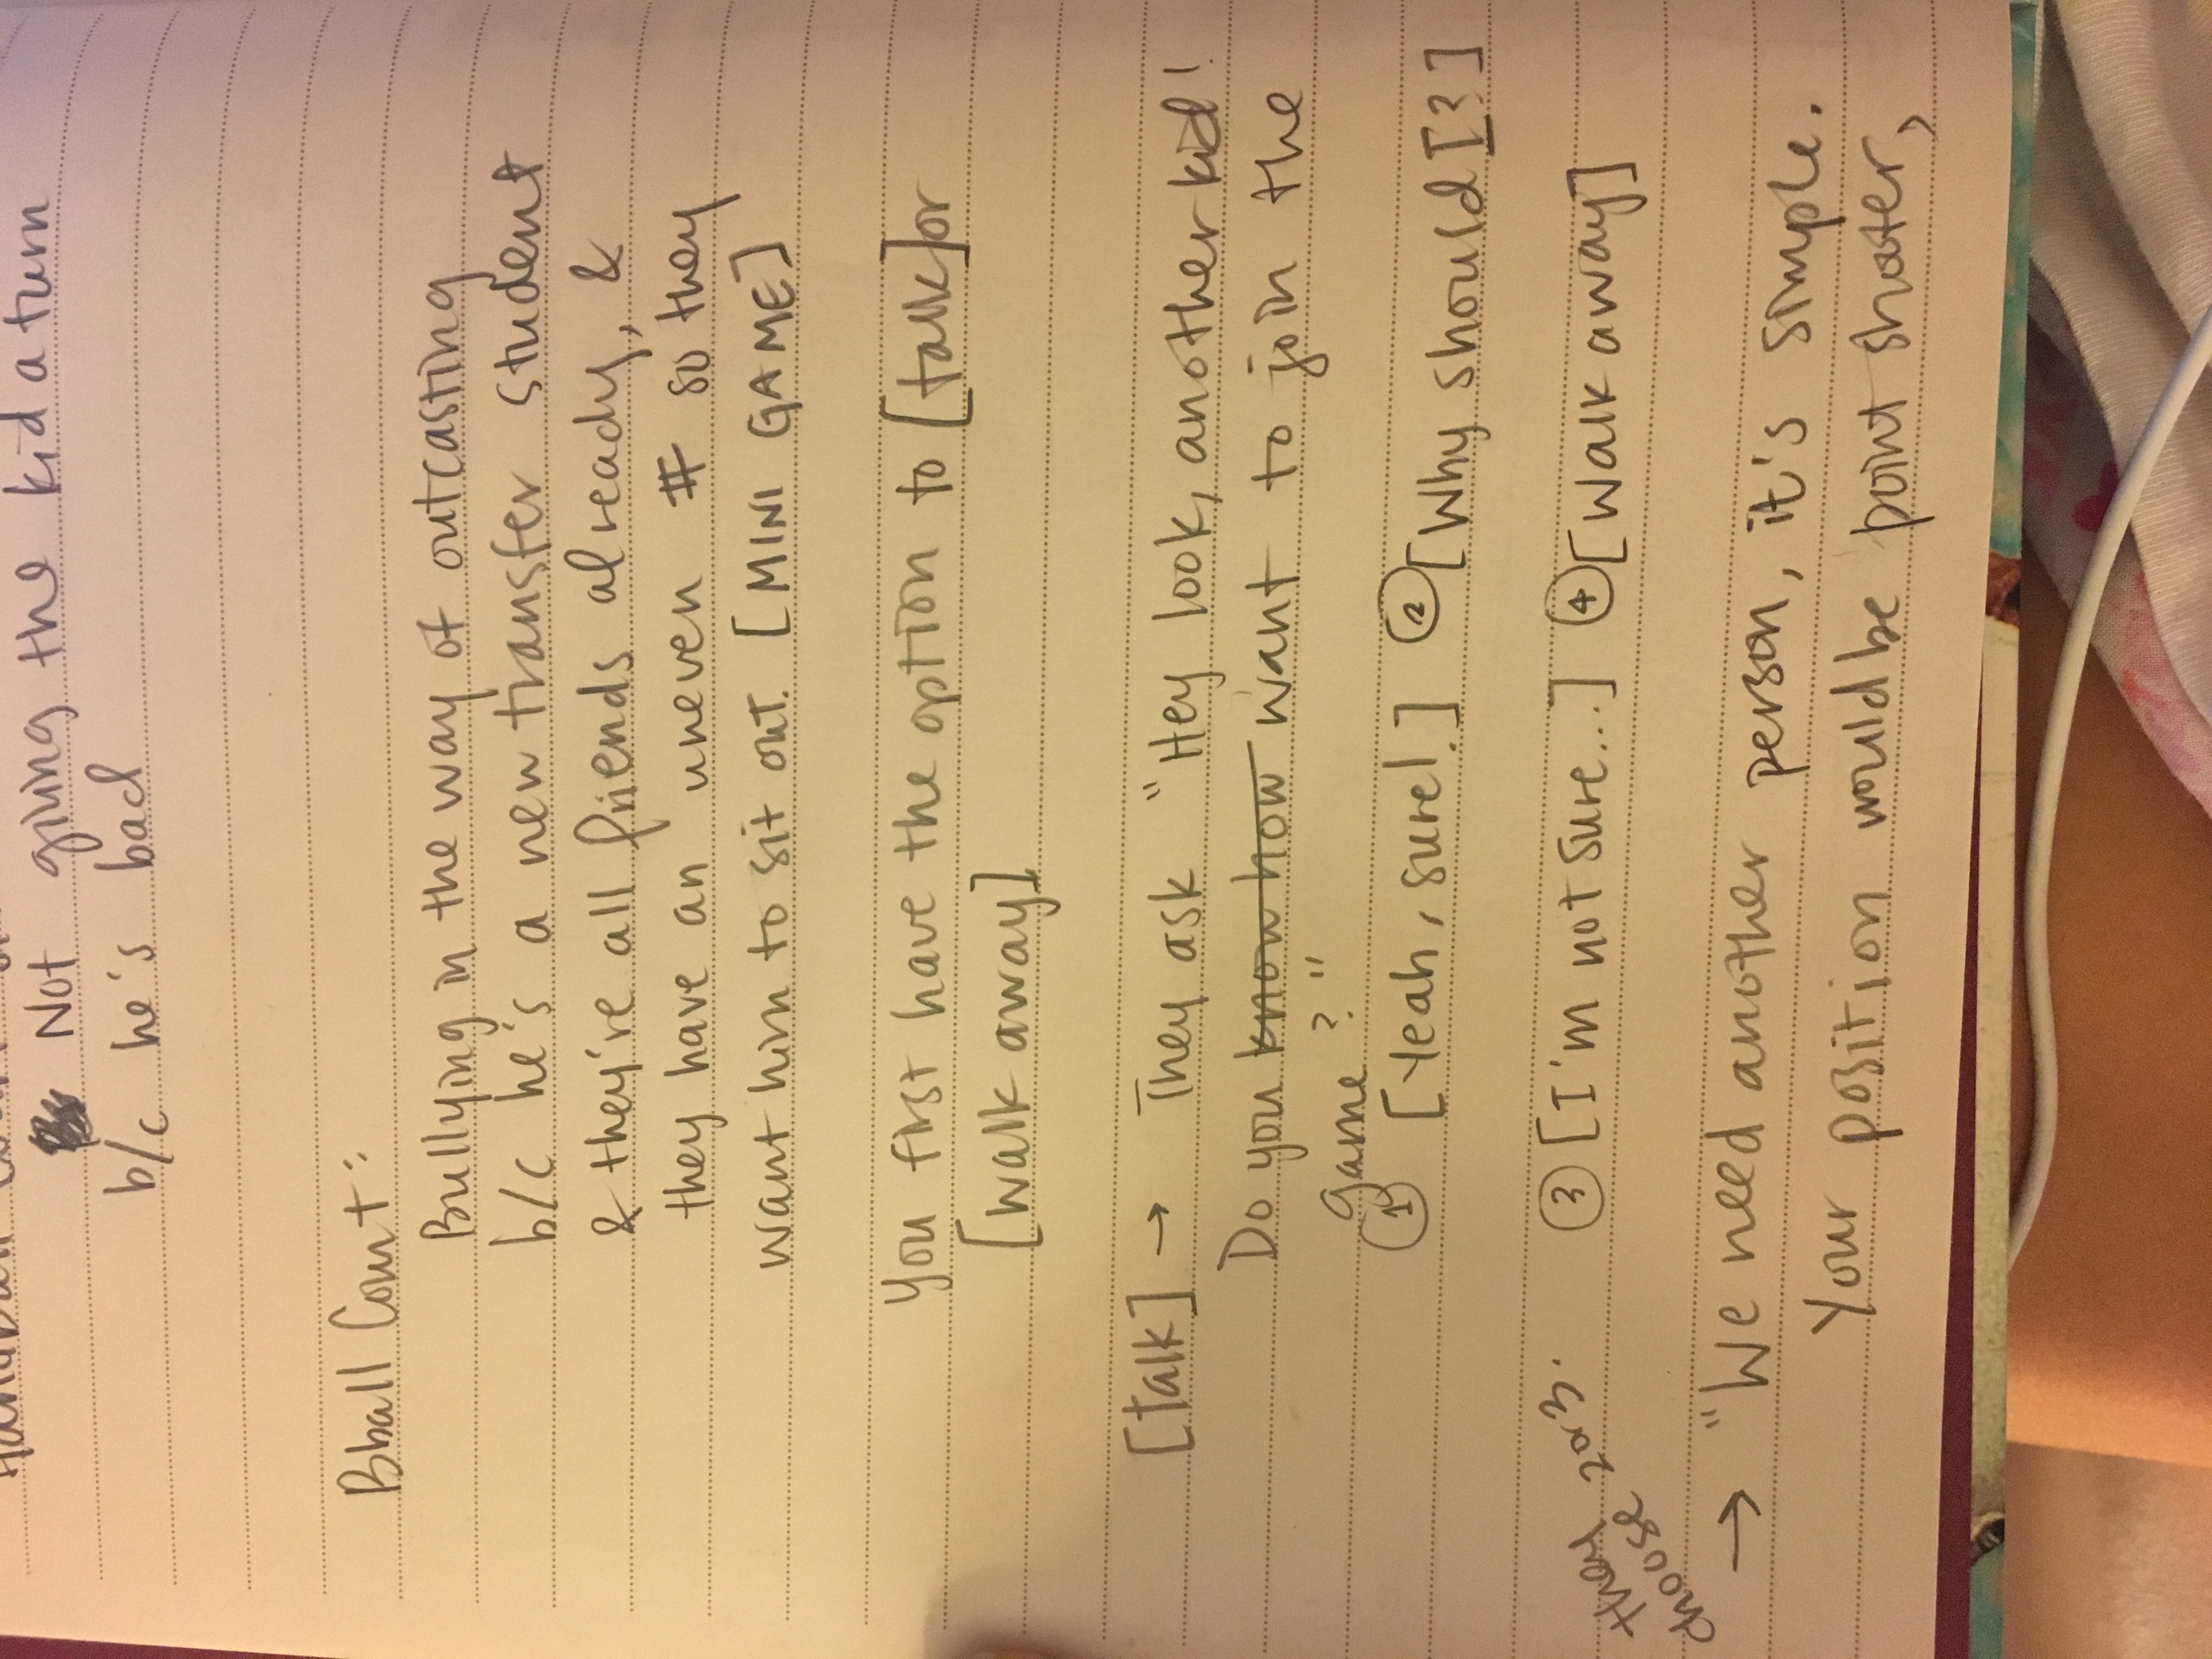 Handball Court
Not giving the kid a turn
b/c he's bad
Bball Court:
Bullying in the way of outcasting
b/c he's a new transfer student
& they're all friends already, &
they have an uneven # so they
want him to sit out. [MINI GAME]
You first have the option to [talk] or
[walk away]
[talk] → They ask "Hey look, another kid!
Do you know how want to join the
game?"
① [Yeah, sure!] ② [Why should I?]
③ [I'm not sure...] ④ [Walk away]
they
choose 2 or 3.
→ "We need another person, it's simple.
Your position would be point shooter,